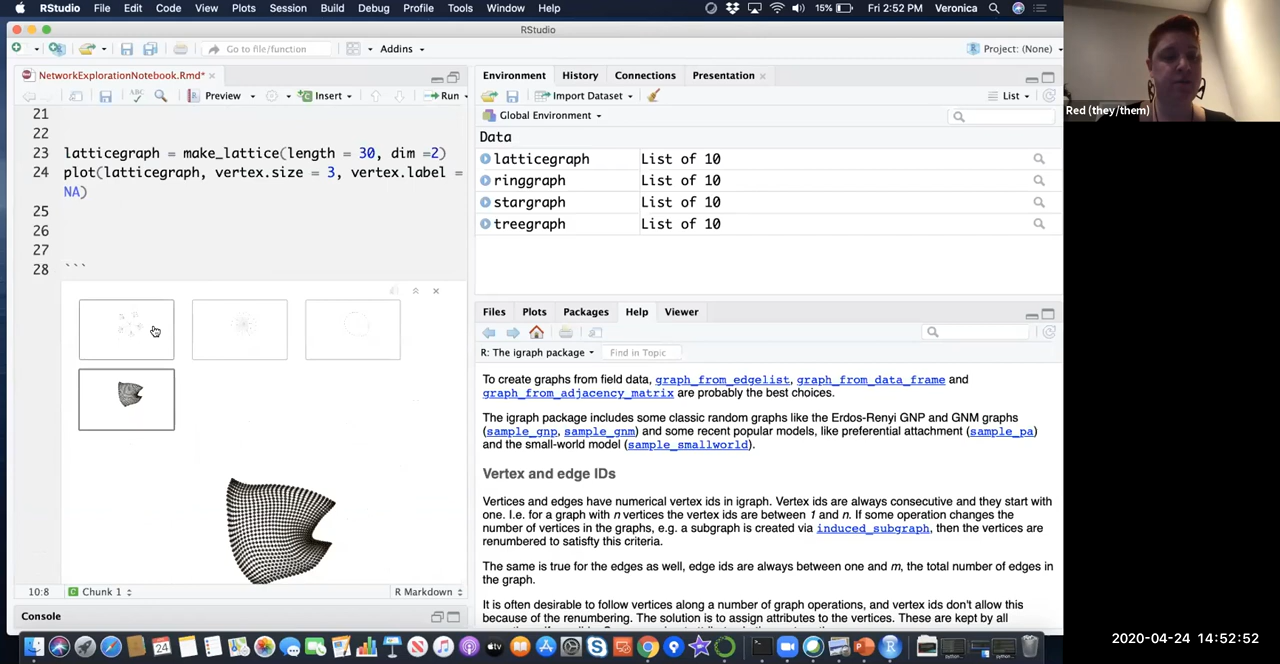 RStudio File Edit Code View Plots Session Build Debug Profile Tools Window Help 15% Fri 2:52 PM Veronica
RStudio
Go to file/function Addins Project: (None)
NetworkExplorationNotebook.Rmd*
Preview Insert Run
21
22
23 latticegraph = make_lattice(length = 30, dim =2)
24 plot(latticegraph, vertex.size = 3, vertex.label =
NA)
25
26
27
28 ```
10:8 Chunk 1 R Markdown
Console
Environment History Connections Presentation
Import Dataset List
Global Environment
Data
latticegraph List of 10
ringgraph List of 10
stargraph List of 10
treegraph List of 10
Files Plots Packages Help Viewer
R: The igraph package Find in Topic
To create graphs from field data, graph_from_edgelist, graph_from_data_frame and
graph_from_adjacency_matrix are probably the best choices.
The igraph package includes some classic random graphs like the Erdos-Renyi GNP and GNM graphs
(sample_gnp, sample_gnm) and some recent popular models, like preferential attachment (sample_pa)
and the small-world model (sample_smallworld).
Vertex and edge IDs
Vertices and edges have numerical vertex ids in igraph. Vertex ids are always consecutive and they start with
one. I.e. for a graph with n vertices the vertex ids are between 1 and n. If some operation changes the
number of vertices in the graphs, e.g. a subgraph is created via induced_subgraph, then the vertices are
renumbered to satisfty this criteria.
The same is true for the edges as well, edge ids are always between one and m, the total number of edges in
the graph.
It is often desirable to follow vertices along a number of graph operations, and vertex ids don't allow this
because of the renumbering. The solution is to assign attributes to the vertices. These are kept by all
Red (they/them)
2020-04-24 14:52:52